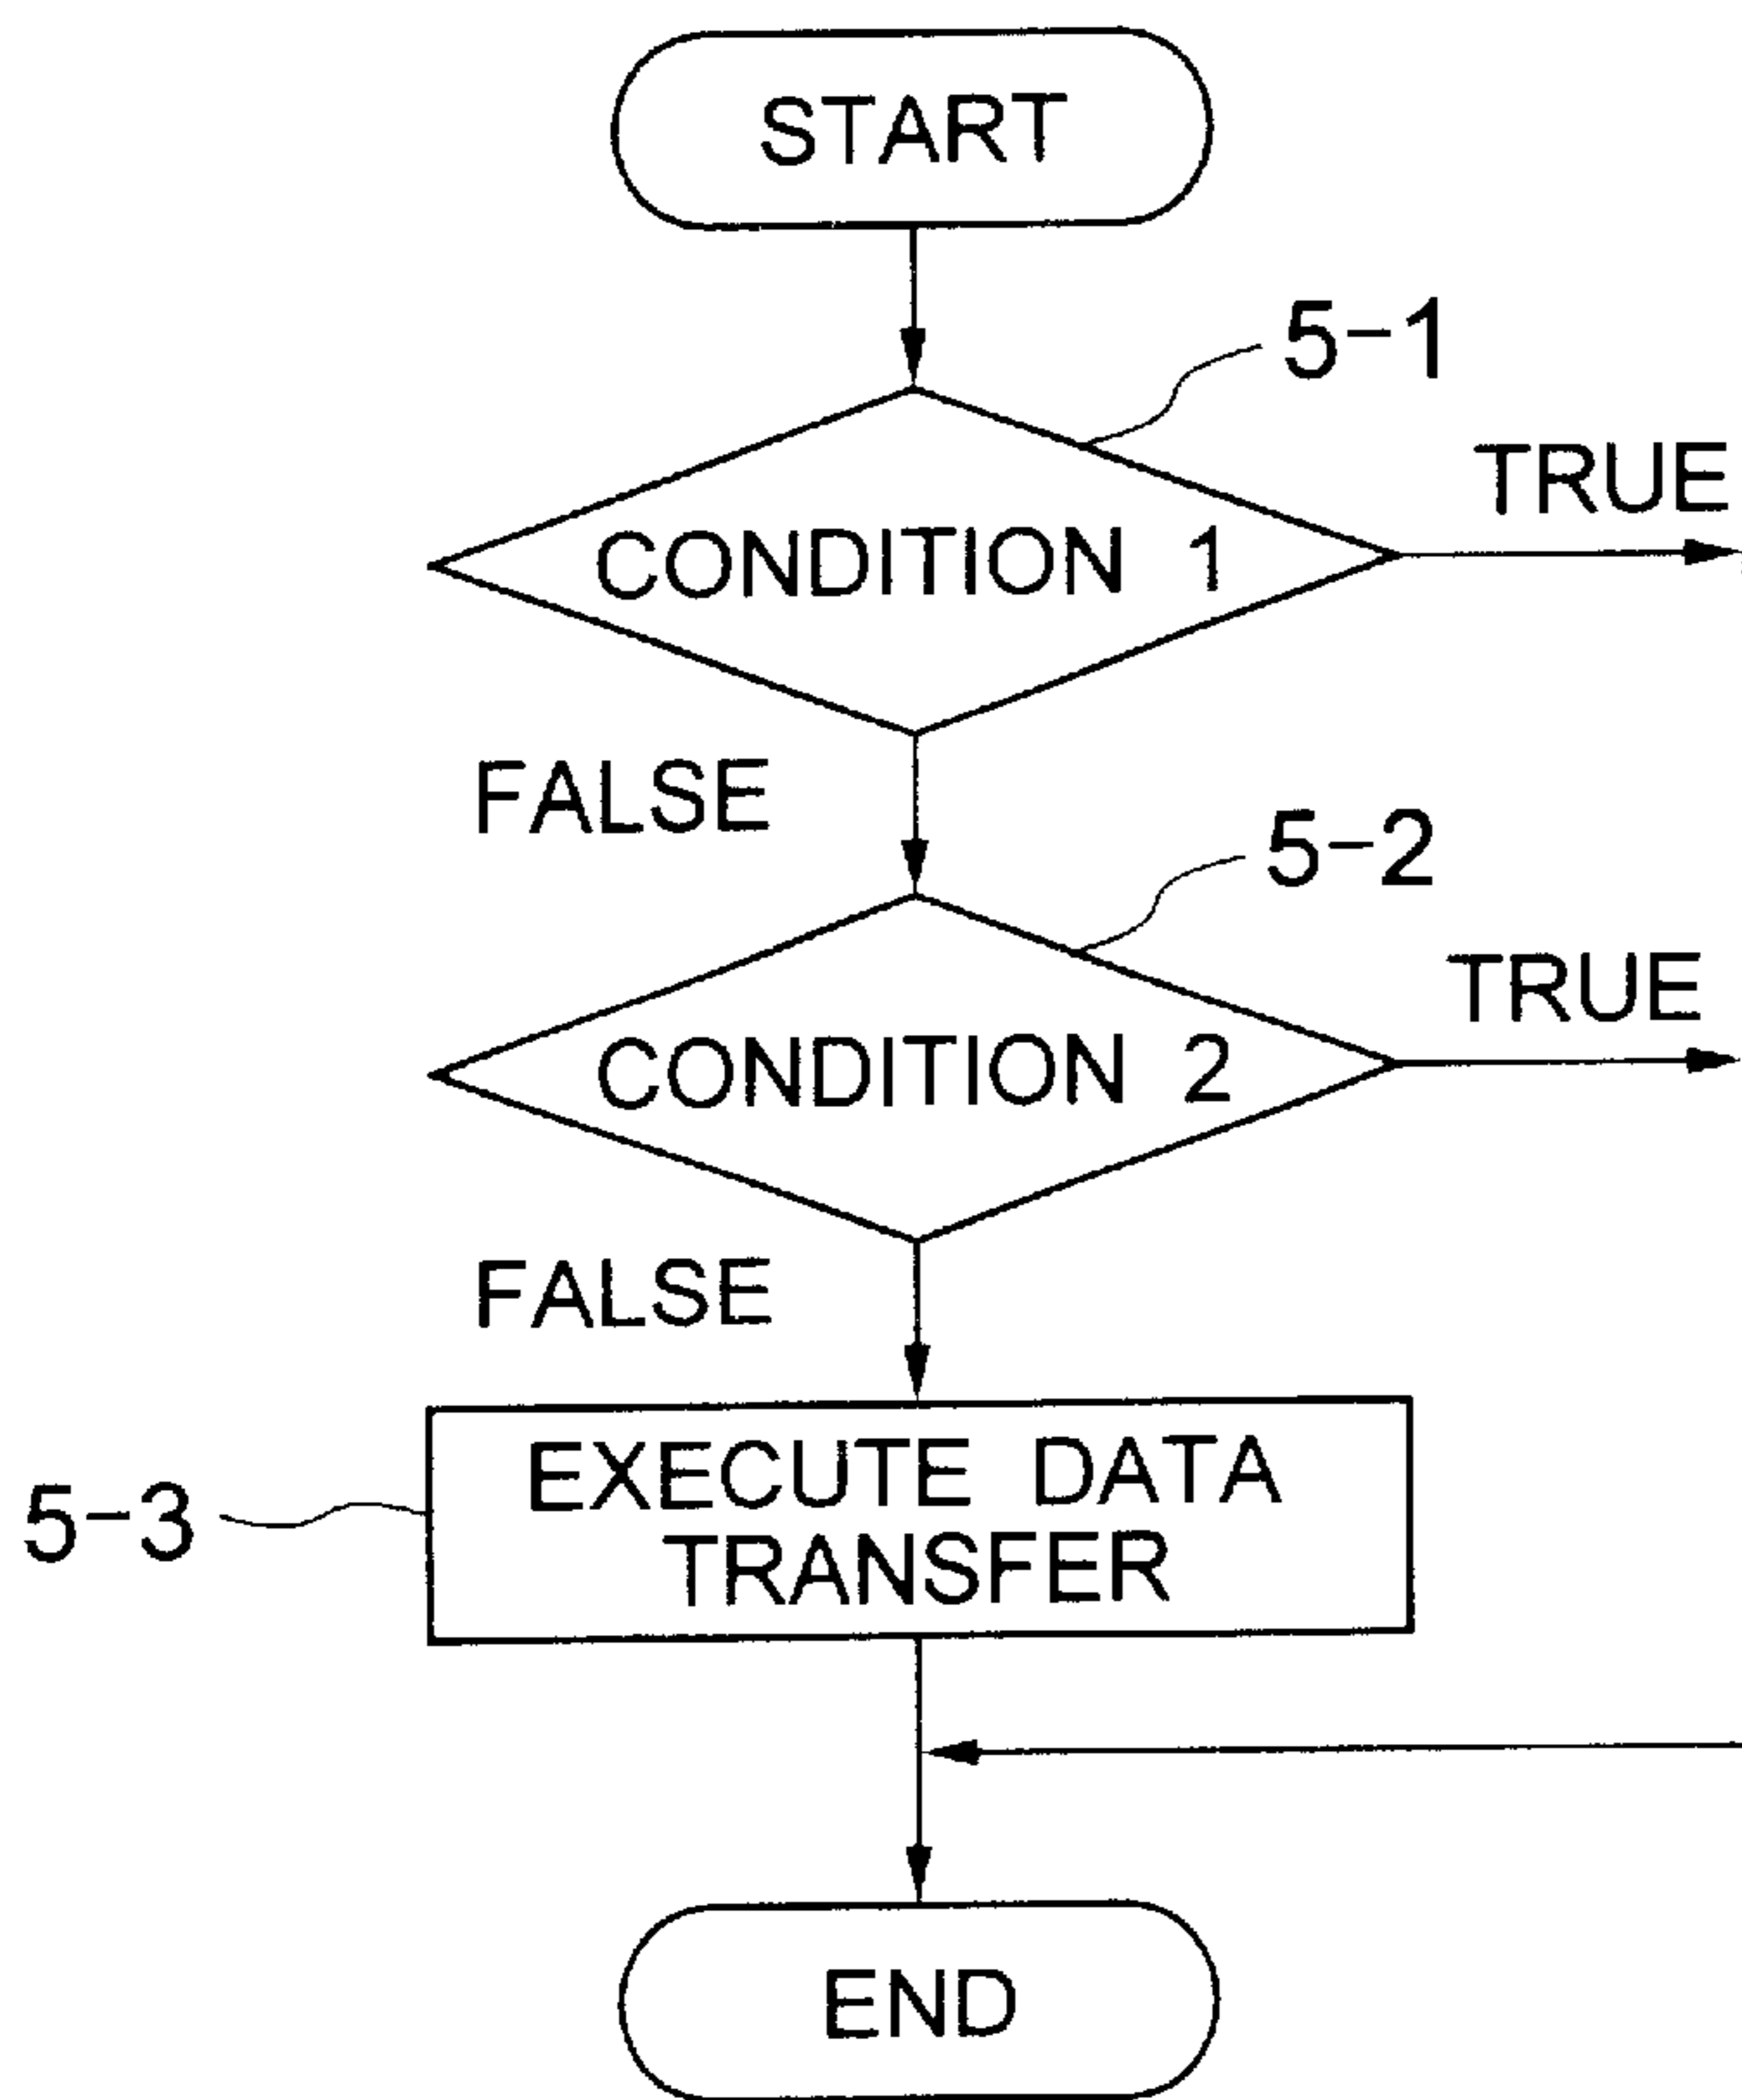 START
5-1
TRUE
CONDITION 1
FALSE
5-2
TRUE
CONDITION 2
FALSE
EXECUTE DATA
TRANSFER
5-3
END